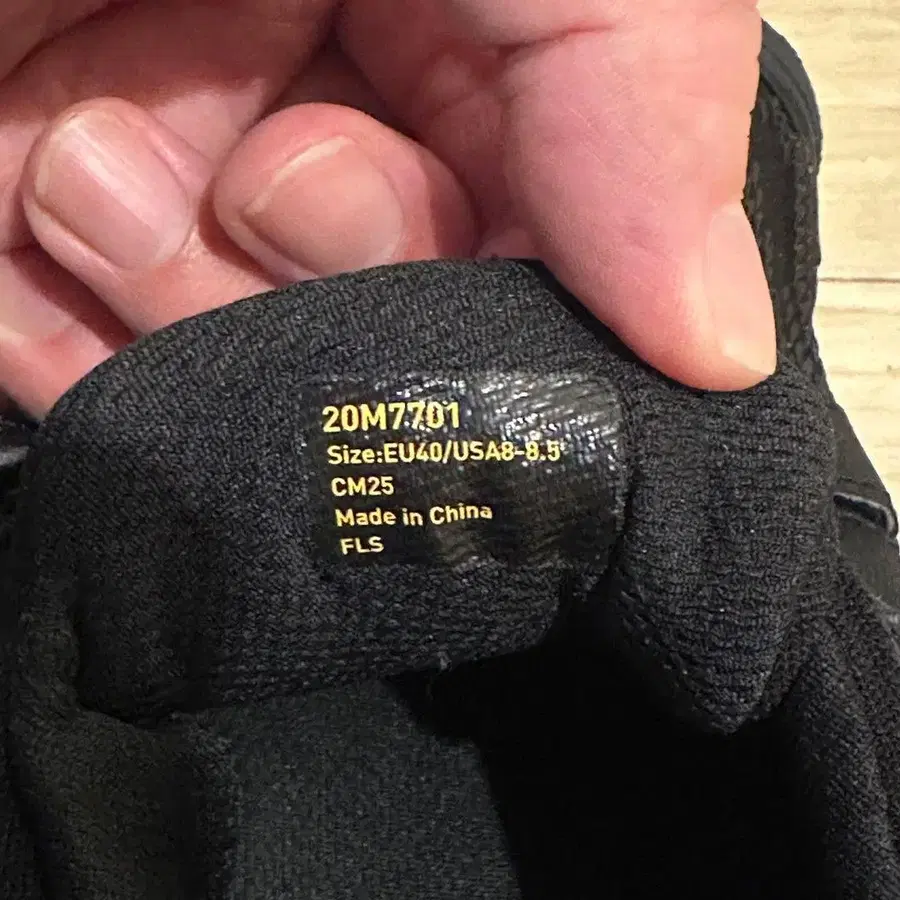 20M7701
Size:EU40/USA8-8.5
CM25
Made in China
FLS